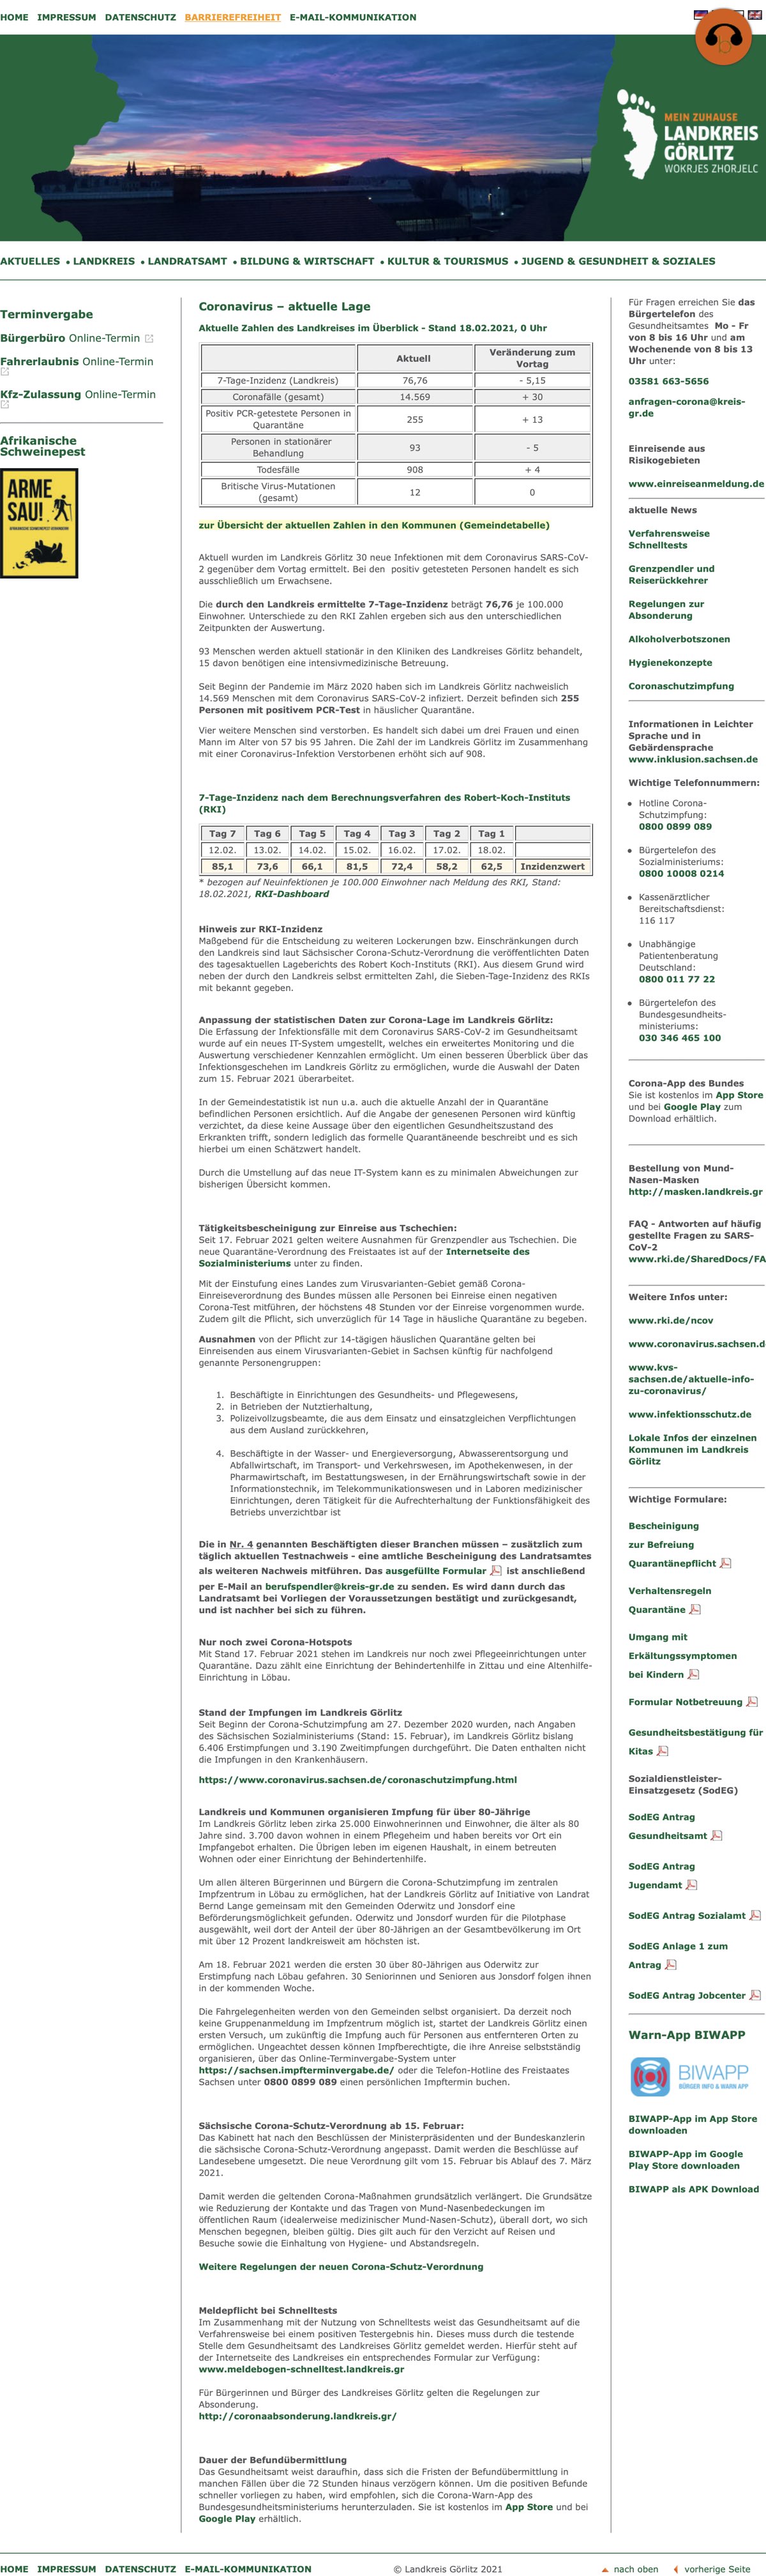 HOME IMPRESSUM DATENSCHUTZ BARRIEREFREIHEIT E-MAIL-KOMMUNIKATION
MEIN ZUHAUSE
LANDKREIS
GÖRLITZ
WOKRJES ZHORJELC
AKTUELLES • LANDKREIS • LANDRATSAMT • BILDUNG & WIRTSCHAFT • KULTUR & TOURISMUS • JUGEND & GESUNDHEIT & SOZIALES
Terminvergabe
Bürgerbüro Online-Termin
Fahrerlaubnis Online-Termin
Kfz-Zulassung Online-Termin
Afrikanische
Schweinepest
ARME
SAU!
Coronavirus – aktuelle Lage
Aktuelle Zahlen des Landkreises im Überblick - Stand 18.02.2021, 0 Uhr
Aktuell Veränderung zum
Vortag
7-Tage-Inzidenz (Landkreis) 76,76 - 5,15
Coronafälle (gesamt) 14.569 + 30
Positiv PCR-getestete Personen in
Quarantäne 255 + 13
Personen in stationärer
Behandlung 93 - 5
Todesfälle 908 + 4
Britische Virus-Mutationen
(gesamt) 12 0
zur Übersicht der aktuellen Zahlen in den Kommunen (Gemeindetabelle)
Aktuell wurden im Landkreis Görlitz 30 neue Infektionen mit dem Coronavirus SARS-CoV-
2 gegenüber dem Vortag ermittelt. Bei den positiv getesteten Personen handelt es sich
ausschließlich um Erwachsene.
Die durch den Landkreis ermittelte 7-Tage-Inzidenz beträgt 76,76 je 100.000
Einwohner. Unterschiede zu den RKI Zahlen ergeben sich aus den unterschiedlichen
Zeitpunkten der Auswertung.
93 Menschen werden aktuell stationär in den Kliniken des Landkreises Görlitz behandelt,
15 davon benötigen eine intensivmedizinische Betreuung.
Seit Beginn der Pandemie im März 2020 haben sich im Landkreis Görlitz nachweislich
14.569 Menschen mit dem Coronavirus SARS-CoV-2 infiziert. Derzeit befinden sich 255
Personen mit positivem PCR-Test in häuslicher Quarantäne.
Vier weitere Menschen sind verstorben. Es handelt sich dabei um drei Frauen und einen
Mann im Alter von 57 bis 95 Jahren. Die Zahl der im Landkreis Görlitz im Zusammenhang
mit einer Coronavirus-Infektion Verstorbenen erhöht sich auf 908.
7-Tage-Inzidenz nach dem Berechnungsverfahren des Robert-Koch-Instituts
(RKI)
Tag 7 Tag 6 Tag 5 Tag 4 Tag 3 Tag 2 Tag 1
12.02. 13.02. 14.02. 15.02. 16.02. 17.02. 18.02.
85,1 73,6 66,1 81,5 72,4 58,2 62,5 Inzidenzwert
* bezogen auf Neuinfektionen je 100.000 Einwohner nach Meldung des RKI, Stand:
18.02.2021, RKI-Dashboard
Hinweis zur RKI-Inzidenz
Maßgebend für die Entscheidung zu weiteren Lockerungen bzw. Einschränkungen durch
den Landkreis sind laut Sächsischer Corona-Schutz-Verordnung die veröffentlichten Daten
des tagesaktuellen Lageberichts des Robert Koch-Instituts (RKI). Aus diesem Grund wird
neben der durch den Landkreis selbst ermittelten Zahl, die Sieben-Tage-Inzidenz des RKIs
mit bekannt gegeben.
Anpassung der statistischen Daten zur Corona-Lage im Landkreis Görlitz:
Die Erfassung der Infektionsfälle mit dem Coronavirus SARS-CoV-2 im Gesundheitsamt
wurde auf ein neues IT-System umgestellt, welches ein erweitertes Monitoring und die
Auswertung verschiedener Kennzahlen ermöglicht. Um einen besseren Überblick über das
Infektionsgeschehen im Landkreis Görlitz zu ermöglichen, wurde die Auswahl der Daten
zum 15. Februar 2021 überarbeitet.
In der Gemeindestatistik ist nun u.a. auch die aktuelle Anzahl der in Quarantäne
befindlichen Personen ersichtlich. Auf die Angabe der genesenen Personen wird künftig
verzichtet, da diese keine Aussage über den eigentlichen Gesundheitszustand des
Erkrankten trifft, sondern lediglich das formelle Quarantäneende beschreibt und es sich
hierbei um einen Schätzwert handelt.
Durch die Umstellung auf das neue IT-System kann es zu minimalen Abweichungen zur
bisherigen Übersicht kommen.
Tätigkeitsbescheinigung zur Einreise aus Tschechien:
Seit 17. Februar 2021 gelten weitere Ausnahmen für Grenzpendler aus Tschechien. Die
neue Quarantäne-Verordnung des Freistaates ist auf der Internetseite des
Sozialministeriums unter zu finden.
Mit der Einstufung eines Landes zum Virusvarianten-Gebiet gemäß Corona-
Einreiseverordnung des Bundes müssen alle Personen bei Einreise einen negativen
Corona-Test mitführen, der höchstens 48 Stunden vor der Einreise vorgenommen wurde.
Zudem gilt die Pflicht, sich unverzüglich für 14 Tage in häusliche Quarantäne zu begeben.
Ausnahmen von der Pflicht zur 14-tägigen häuslichen Quarantäne gelten bei
Einreisenden aus einem Virusvarianten-Gebiet in Sachsen künftig für nachfolgend
genannte Personengruppen:
1. Beschäftigte in Einrichtungen des Gesundheits- und Pflegewesens,
2. in Betrieben der Nutztierhaltung,
3. Polizeivollzugsbeamte, die aus dem Einsatz und einsatzgleichen Verpflichtungen
aus dem Ausland zurückkehren,
4. Beschäftigte in der Wasser- und Energieversorgung, Abwasserentsorgung und
Abfallwirtschaft, im Transport- und Verkehrswesen, im Apothekenwesen, in der
Pharmawirtschaft, im Bestattungswesen, in der Ernährungswirtschaft sowie in der
Informationstechnik, im Telekommunikationswesen und in Laboren medizinischer
Einrichtungen, deren Tätigkeit für die Aufrechterhaltung der Funktionsfähigkeit des
Betriebs unverzichtbar ist
Die in Nr. 4 genannten Beschäftigten dieser Branchen müssen – zusätzlich zum
täglich aktuellen Testnachweis - eine amtliche Bescheinigung des Landratsamtes
als weiteren Nachweis mitführen. Das ausgefüllte Formular ist anschließend
per E-Mail an berufspendler@kreis-gr.de zu senden. Es wird dann durch das
Landratsamt bei Vorliegen der Voraussetzungen bestätigt und zurückgesandt,
und ist nachher bei sich zu führen.
Nur noch zwei Corona-Hotspots
Mit Stand 17. Februar 2021 stehen im Landkreis nur noch zwei Pflegeeinrichtungen unter
Quarantäne. Dazu zählt eine Einrichtung der Behindertenhilfe in Zittau und eine Altenhilfe-
Einrichtung in Löbau.
Stand der Impfungen im Landkreis Görlitz
Seit Beginn der Corona-Schutzimpfung am 27. Dezember 2020 wurden, nach Angaben
des Sächsischen Sozialministeriums (Stand: 15. Februar), im Landkreis Görlitz bislang
6.406 Erstimpfungen und 3.190 Zweitimpfungen durchgeführt. Die Daten enthalten nicht
die Impfungen in den Krankenhäusern.
https://www.coronavirus.sachsen.de/coronaschutzimpfung.html
Landkreis und Kommunen organisieren Impfung für über 80-Jährige
Im Landkreis Görlitz leben zirka 25.000 Einwohnerinnen und Einwohner, die älter als 80
Jahre sind. 3.700 davon wohnen in einem Pflegeheim und haben bereits vor Ort ein
Impfangebot erhalten. Die Übrigen leben im eigenen Haushalt, in einem betreuten
Wohnen oder einer Einrichtung der Behindertenhilfe.
Um allen älteren Bürgerinnen und Bürgern die Corona-Schutzimpfung im zentralen
Impfzentrum in Löbau zu ermöglichen, hat der Landkreis Görlitz auf Initiative von Landrat
Bernd Lange gemeinsam mit den Gemeinden Oderwitz und Jonsdorf eine
Beförderungsmöglichkeit gefunden. Oderwitz und Jonsdorf wurden für die Pilotphase
ausgewählt, weil dort der Anteil der über 80-Jährigen an der Gesamtbevölkerung im Ort
mit über 12 Prozent landkreisweit am höchsten ist.
Am 18. Februar 2021 werden die ersten 30 über 80-Jährigen aus Oderwitz zur
Erstimpfung nach Löbau gefahren. 30 Seniorinnen und Senioren aus Jonsdorf folgen ihnen
in der kommenden Woche.
Die Fahrgelegenheiten werden von den Gemeinden selbst organisiert. Da derzeit noch
keine Gruppenanmeldung im Impfzentrum möglich ist, startet der Landkreis Görlitz einen
ersten Versuch, um zukünftig die Impfung auch für Personen aus entfernteren Orten zu
ermöglichen. Ungeachtet dessen können Impfberechtigte, die ihre Anreise selbstständig
organisieren, über das Online-Terminvergabe-System unter
https://sachsen.impfterminvergabe.de/ oder die Telefon-Hotline des Freistaates
Sachsen unter 0800 0899 089 einen persönlichen Impftermin buchen.
Sächsische Corona-Schutz-Verordnung ab 15. Februar:
Das Kabinett hat nach den Beschlüssen der Ministerpräsidenten und der Bundeskanzlerin
die sächsische Corona-Schutz-Verordnung angepasst. Damit werden die Beschlüsse auf
Landesebene umgesetzt. Die neue Verordnung gilt vom 15. Februar bis Ablauf des 7. März
2021.
Damit werden die geltenden Corona-Maßnahmen grundsätzlich verlängert. Die Grundsätze
wie Reduzierung der Kontakte und das Tragen von Mund-Nasenbedeckungen im
öffentlichen Raum (idealerweise medizinischer Mund-Nasen-Schutz), überall dort, wo sich
Menschen begegnen, bleiben gültig. Dies gilt auch für den Verzicht auf Reisen und
Besuche sowie die Einhaltung von Hygiene- und Abstandsregeln.
Weitere Regelungen der neuen Corona-Schutz-Verordnung
Meldepflicht bei Schnelltests
Im Zusammenhang mit der Nutzung von Schnelltests weist das Gesundheitsamt auf die
Verfahrensweise bei einem positiven Testergebnis hin. Dieses muss durch die testende
Stelle dem Gesundheitsamt des Landkreises Görlitz gemeldet werden. Hierfür steht auf
der Internetseite des Landkreises ein entsprechendes Formular zur Verfügung:
www.meldebogen-schnelltest.landkreis.gr
Für Bürgerinnen und Bürger des Landkreises Görlitz gelten die Regelungen zur
Absonderung.
http://coronaabsonderung.landkreis.gr/
Dauer der Befundübermittlung
Das Gesundheitsamt weist daraufhin, dass sich die Fristen der Befundübermittlung in
manchen Fällen über die 72 Stunden hinaus verzögern können. Um die positiven Befunde
schneller vorliegen zu haben, wird empfohlen, sich die Corona-Warn-App des
Bundesgesundheitsministeriums herunterzuladen. Sie ist kostenlos im App Store und bei
Google Play erhältlich.
Für Fragen erreichen Sie das
Bürgertelefon des
Gesundheitsamtes Mo - Fr
von 8 bis 16 Uhr und am
Wochenende von 8 bis 13
Uhr unter:
03581 663-5656
anfragen-corona@kreis-
gr.de
Einreisende aus
Risikogebieten
www.einreiseanmeldung.de
aktuelle News
Verfahrensweise
Schnelltests
Grenzpendler und
Reiserückkehrer
Regelungen zur
Absonderung
Alkoholverbotszonen
Hygienekonzepte
Coronaschutzimpfung
Informationen in Leichter
Sprache und in
Gebärdensprache
www.inklusion.sachsen.de
Wichtige Telefonnummern:
• Hotline Corona-
Schutzimpfung:
0800 0899 089
• Bürgertelefon des
Sozialministeriums:
0800 10008 0214
• Kassenärztlicher
Bereitschaftsdienst:
116 117
• Unabhängige
Patientenberatung
Deutschland:
0800 011 77 22
• Bürgertelefon des
Bundesgesundheits-
ministeriums:
030 346 465 100
Corona-App des Bundes
Sie ist kostenlos im App Store
und bei Google Play zum
Download erhältlich.
Bestellung von Mund-
Nasen-Masken
http://masken.landkreis.gr
FAQ - Antworten auf häufig
gestellte Fragen zu SARS-
CoV-2
www.rki.de/SharedDocs/FA
Weitere Infos unter:
www.rki.de/ncov
www.coronavirus.sachsen.d
www.kvs-
sachsen.de/aktuelle-info-
zu-coronavirus/
www.infektionsschutz.de
Lokale Infos der einzelnen
Kommunen im Landkreis
Görlitz
Wichtige Formulare:
Bescheinigung
zur Befreiung
Quarantänepflicht
Verhaltensregeln
Quarantäne
Umgang mit
Erkältungssymptomen
bei Kindern
Formular Notbetreuung
Gesundheitsbestätigung für
Kitas
Sozialdienstleister-
Einsatzgesetz (SodEG)
SodEG Antrag
Gesundheitsamt
SodEG Antrag
Jugendamt
SodEG Antrag Sozialamt
SodEG Anlage 1 zum
Antrag
SodEG Antrag Jobcenter
Warn-App BIWAPP
BIWAPP
BÜRGER INFO & WARN APP
BIWAPP-App im App Store
downloaden
BIWAPP-App im Google
Play Store downloaden
BIWAPP als APK Download
HOME IMPRESSUM DATENSCHUTZ E-MAIL-KOMMUNIKATION © Landkreis Görlitz 2021 nach oben vorherige Seite